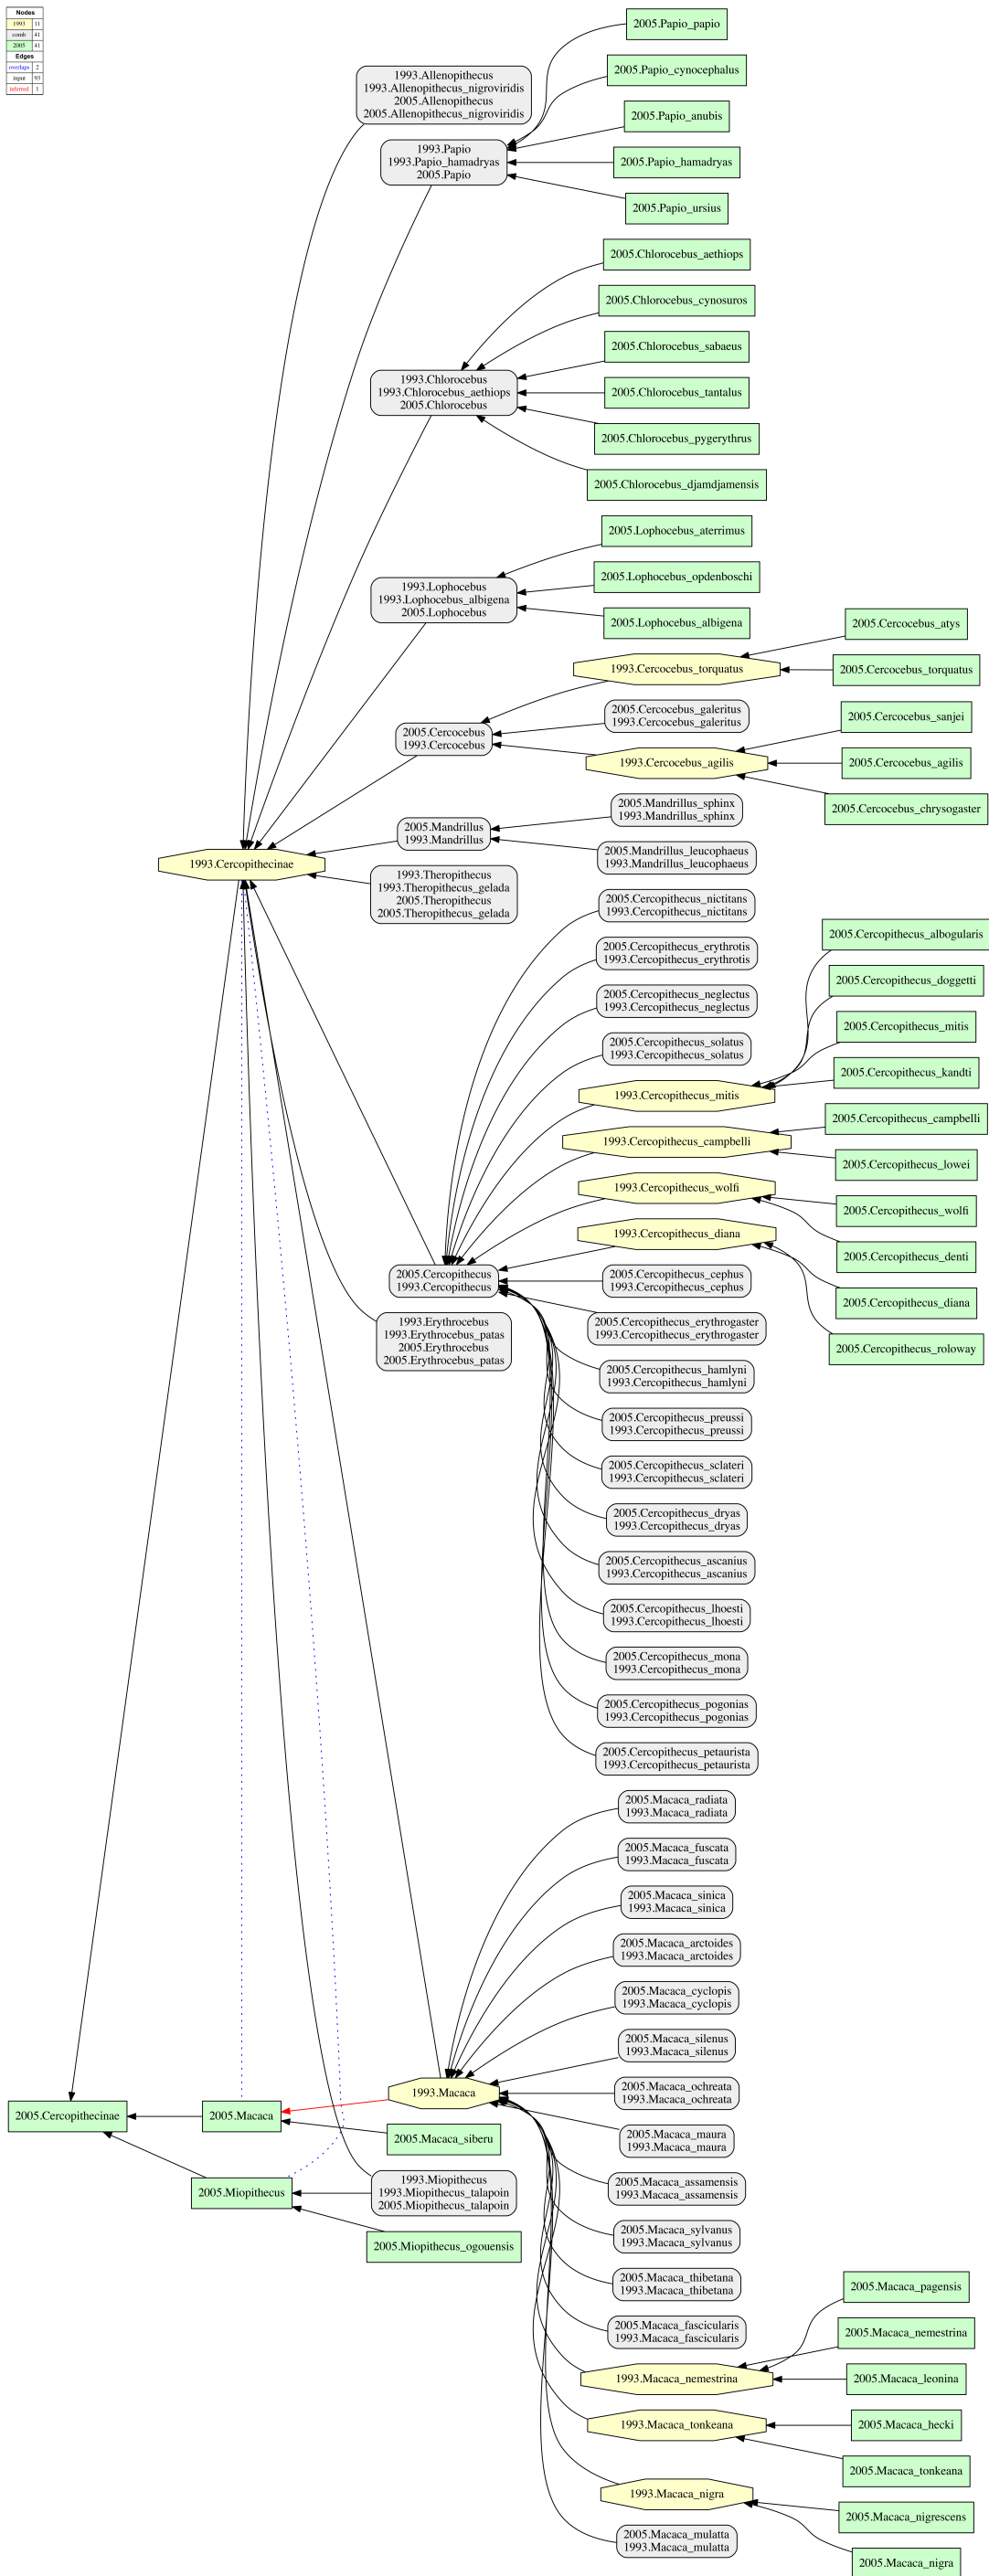 Nodes
1993 11
comb 41
2005 41
Edges
overlaps 2
input 93
inferred 1
2005.Papio_papio
2005.Papio_cynocephalus
1993.Allenopithecus
1993.Allenopithecus_nigroviridis
2005.Allenopithecus
2005.Allenopithecus_nigroviridis
2005.Papio_anubis
1993.Papio
1993.Papio_hamadryas
2005.Papio
2005.Papio_hamadryas
2005.Papio_ursius
2005.Chlorocebus_aethiops
2005.Chlorocebus_cynosuros
2005.Chlorocebus_sabaeus
1993.Chlorocebus
1993.Chlorocebus_aethiops
2005.Chlorocebus
2005.Chlorocebus_tantalus
2005.Chlorocebus_pygerythrus
2005.Chlorocebus_djamdjamensis
2005.Lophocebus_aterrimus
2005.Lophocebus_opdenboschi
1993.Lophocebus
1993.Lophocebus_albigena
2005.Lophocebus
2005.Lophocebus_albigena
2005.Cercocebus_atys
1993.Cercocebus_torquatus
2005.Cercocebus_torquatus
2005.Cercocebus_galeritus
1993.Cercocebus_galeritus
2005.Cercocebus_sanjei
2005.Cercocebus
1993.Cercocebus
1993.Cercocebus_agilis
2005.Cercocebus_agilis
2005.Mandrillus_sphinx
1993.Mandrillus_sphinx
2005.Cercocebus_chrysogaster
2005.Mandrillus
1993.Mandrillus
2005.Mandrillus_leucophaeus
1993.Mandrillus_leucophaeus
1993.Cercopithecinae
1993.Theropithecus
1993.Theropithecus_gelada
2005.Theropithecus
2005.Theropithecus_gelada
2005.Cercopithecus_nictitans
1993.Cercopithecus_nictitans
2005.Cercopithecus_albogularis
2005.Cercopithecus_erythrotis
1993.Cercopithecus_erythrotis
2005.Cercopithecus_doggetti
2005.Cercopithecus_neglectus
1993.Cercopithecus_neglectus
2005.Cercopithecus_mitis
2005.Cercopithecus_solatus
1993.Cercopithecus_solatus
2005.Cercopithecus_kandti
1993.Cercopithecus_mitis
2005.Cercopithecus_campbelli
1993.Cercopithecus_campbelli
2005.Cercopithecus_lowei
1993.Cercopithecus_wolfi
2005.Cercopithecus_wolfi
1993.Cercopithecus_diana
2005.Cercopithecus_denti
2005.Cercopithecus
1993.Cercopithecus
2005.Cercopithecus_cephus
1993.Cercopithecus_cephus
2005.Cercopithecus_diana
2005.Cercopithecus_erythrogaster
1993.Cercopithecus_erythrogaster
1993.Erythrocebus
1993.Erythrocebus_patas
2005.Erythrocebus
2005.Erythrocebus_patas
2005.Cercopithecus_roloway
2005.Cercopithecus_hamlyni
1993.Cercopithecus_hamlyni
2005.Cercopithecus_preussi
1993.Cercopithecus_preussi
2005.Cercopithecus_sclateri
1993.Cercopithecus_sclateri
2005.Cercopithecus_dryas
1993.Cercopithecus_dryas
2005.Cercopithecus_ascanius
1993.Cercopithecus_ascanius
2005.Cercopithecus_lhoesti
1993.Cercopithecus_lhoesti
2005.Cercopithecus_mona
1993.Cercopithecus_mona
2005.Cercopithecus_pogonias
1993.Cercopithecus_pogonias
2005.Cercopithecus_petaurista
1993.Cercopithecus_petaurista
2005.Macaca_radiata
1993.Macaca_radiata
2005.Macaca_fuscata
1993.Macaca_fuscata
2005.Macaca_sinica
1993.Macaca_sinica
2005.Macaca_arctoides
1993.Macaca_arctoides
2005.Macaca_cyclopis
1993.Macaca_cyclopis
2005.Macaca_silenus
1993.Macaca_silenus
1993.Macaca
2005.Macaca_ochreata
1993.Macaca_ochreata
2005.Cercopithecinae
2005.Macaca
2005.Macaca_siberu
2005.Macaca_maura
1993.Macaca_maura
2005.Miopithecus
1993.Miopithecus
1993.Miopithecus_talapoin
2005.Miopithecus_talapoin
2005.Macaca_assamensis
1993.Macaca_assamensis
2005.Miopithecus_ogouensis
2005.Macaca_sylvanus
1993.Macaca_sylvanus
2005.Macaca_thibetana
1993.Macaca_thibetana
2005.Macaca_pagensis
2005.Macaca_fascicularis
1993.Macaca_fascicularis
2005.Macaca_nemestrina
1993.Macaca_nemestrina
2005.Macaca_leonina
1993.Macaca_tonkeana
2005.Macaca_hecki
2005.Macaca_tonkeana
1993.Macaca_nigra
2005.Macaca_nigrescens
2005.Macaca_mulatta
1993.Macaca_mulatta
2005.Macaca_nigra